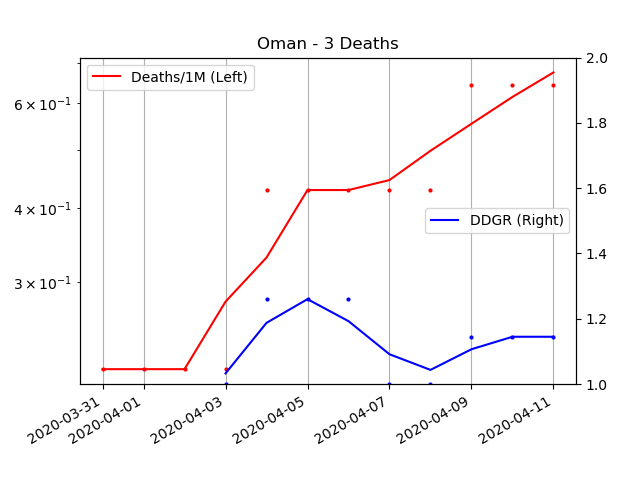 Oman - 3 Deaths
Deaths/1M (Left)
DDGR (Right)
6 × 10⁻¹
4 × 10⁻¹
3 × 10⁻¹
2.0
1.8
1.6
1.4
1.2
1.0
2020-03-31
2020-04-01
2020-04-03
2020-04-05
2020-04-07
2020-04-09
2020-04-11